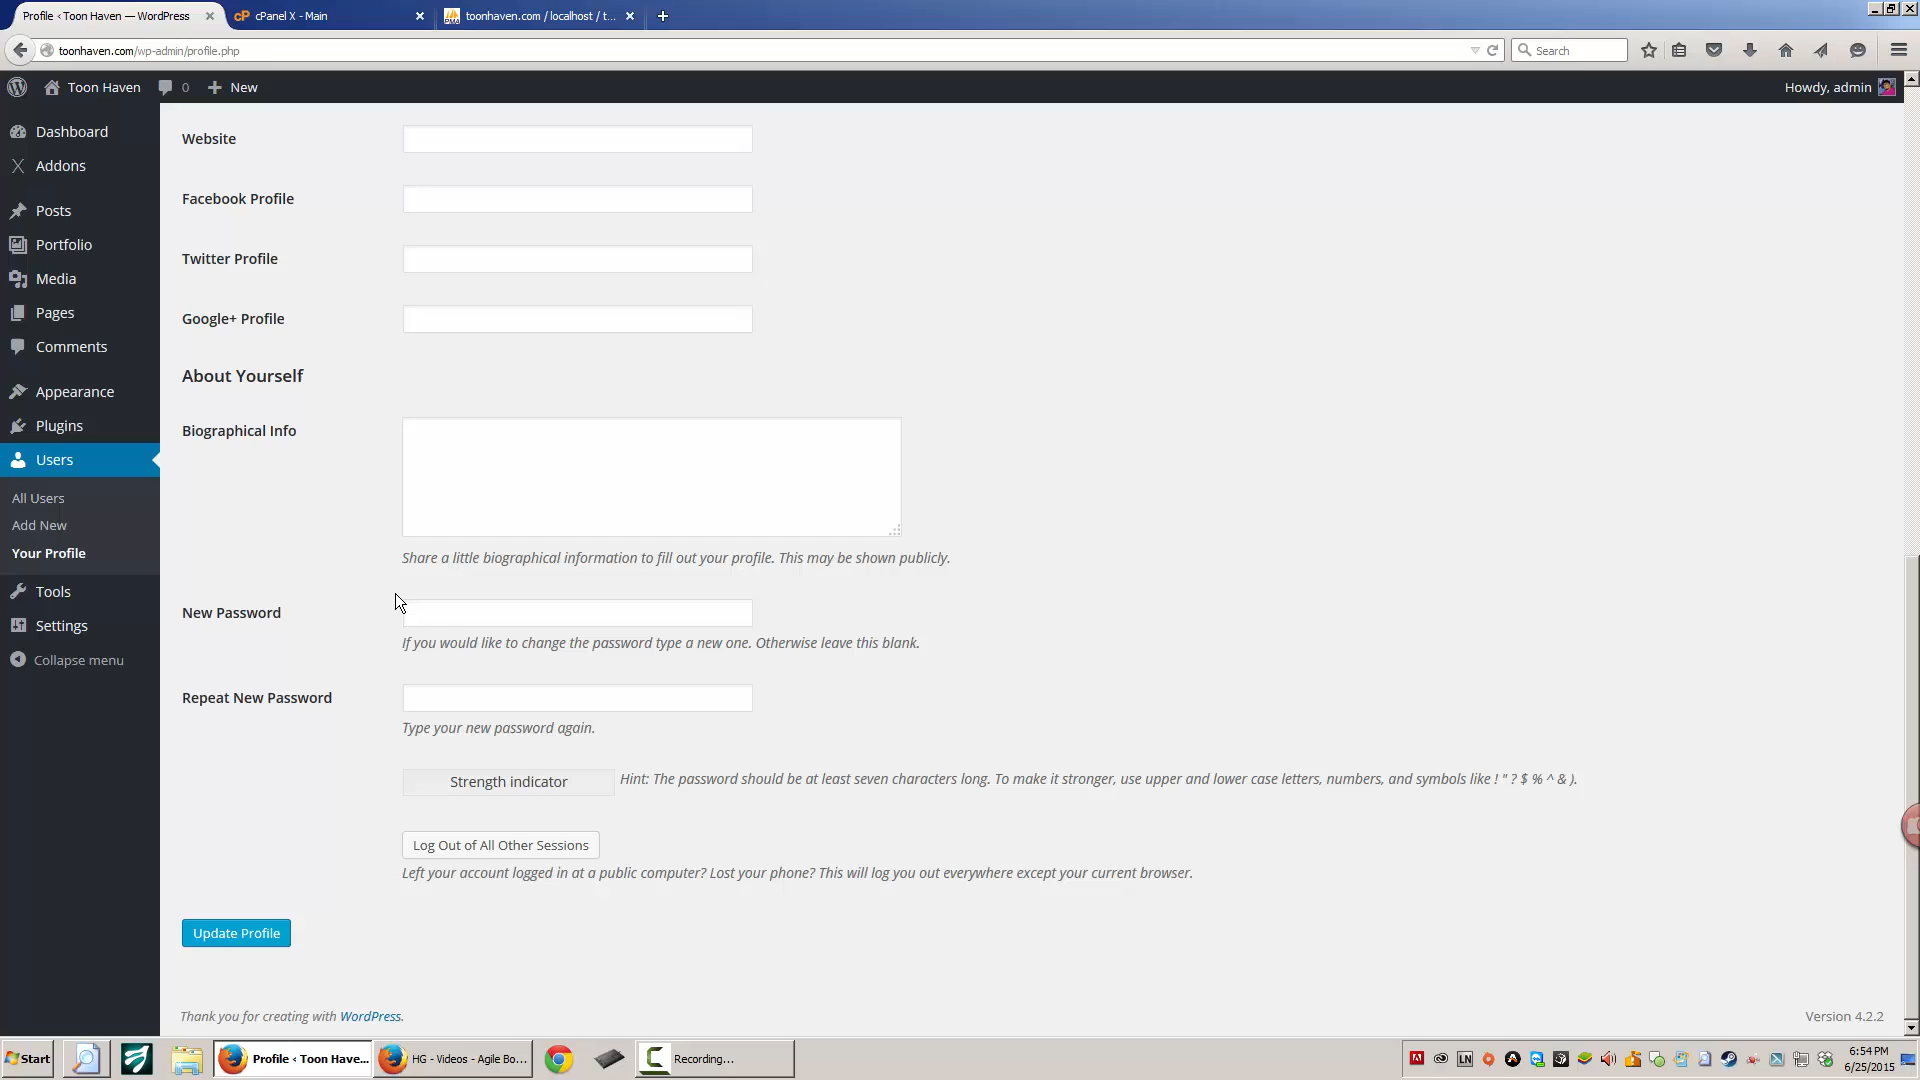 Profile ‹ Toon Haven — WordPress
cPanel X - Main
toonhaven.com / localhost / t...
toonhaven.com/wp-admin/profile.php
Search
Toon Haven
0
New
Howdy, admin
Dashboard
Addons
Posts
Portfolio
Media
Pages
Comments
Appearance
Plugins
Users
All Users
Add New
Your Profile
Tools
Settings
Collapse menu
Website
Facebook Profile
Twitter Profile
Google+ Profile
About Yourself
Biographical Info
Share a little biographical information to fill out your profile. This may be shown publicly.
New Password
If you would like to change the password type a new one. Otherwise leave this blank.
Repeat New Password
Type your new password again.
Strength indicator
Hint: The password should be at least seven characters long. To make it stronger, use upper and lower case letters, numbers, and symbols like ! " ? $ % ^ & ).
Log Out of All Other Sessions
Left your account logged in at a public computer? Lost your phone? This will log you out everywhere except your current browser.
Update Profile
Thank you for creating with WordPress.
Version 4.2.2
Start
Profile ‹ Toon Have...
HG - Videos - Agile Bo...
Recording...
LN
6:54 PM
6/25/2015